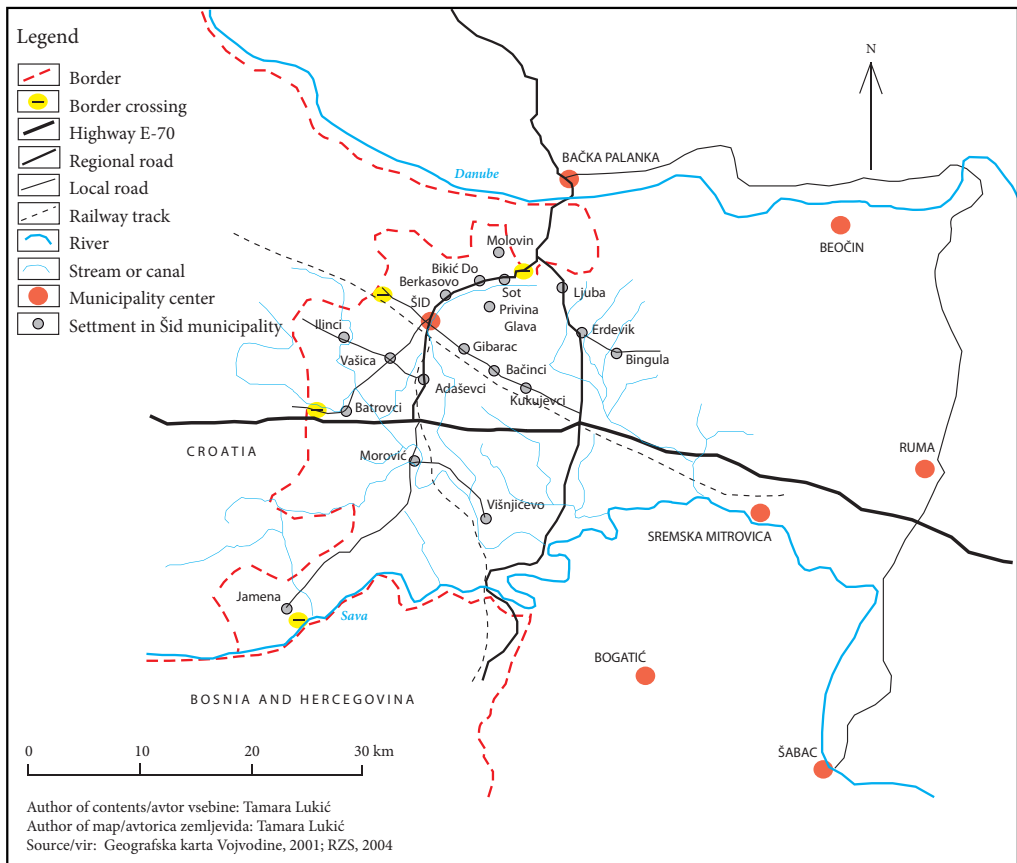 Legend
Border
Border crossing
Highway E-70
Regional road
Local road
Railway track
River
Stream or canal
Municipality center
Settment in Šid municipality
N
BAČKA PALANKA
Danube
BEOČIN
Molovin
Bikić Do
Berkasovo
Sot
Ljuba
ŠID
Privina
Glava
Ilinci
Erdevik
Gibarac
Vašica
Bingula
Bačinci
Adaševci
Kukujevci
Batrovci
CROATIA
Morović
RUMA
Višnjićevo
SREMSKA MITROVICA
Jamena
Sava
BOGATIĆ
BOSNIA AND HERCEGOVINA
ŠABAC
0 10 20 30 km
Author of contents/avtor vsebine: Tamara Lukić
Author of map/avtorica zemljevida: Tamara Lukić
Source/vir: Geografska karta Vojvodine, 2001; RZS, 2004